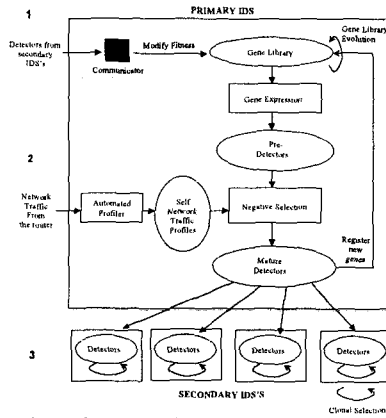 1
PRIMARY IDS
Detectors from
secondary
IDS's
Modify Fitness
Communicator
Gene Library
Gene Library
Evolution
Gene Expression
Pre-
Detectors
2
Network
Traffic
From
the router
Automated
Profiler
Self
Network
Traffic
Profiles
Negative Selection
Mature
Detectors
Register
new
genes
3
Detectors
Detectors
Detectors
Detectors
SECONDARY IDS'S
Clonal Selection